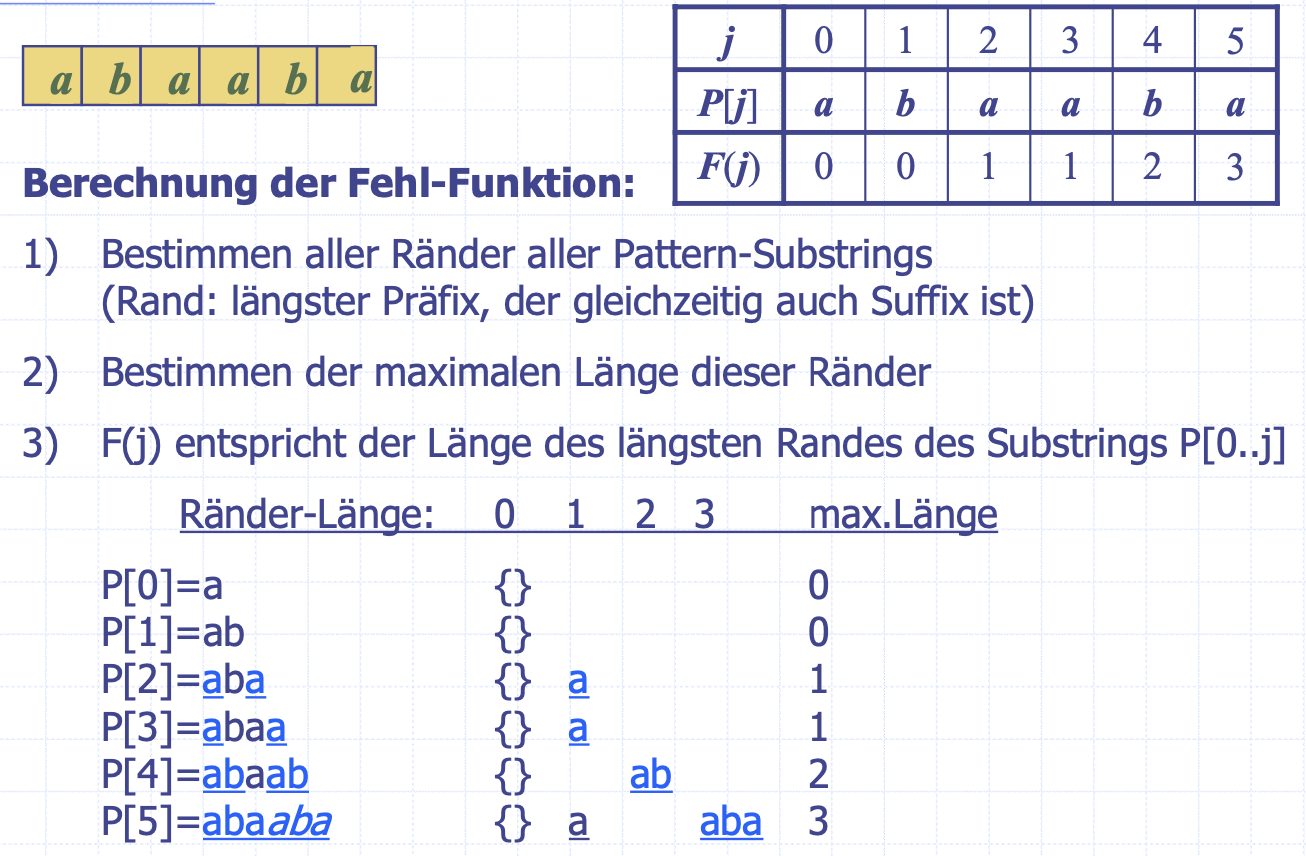 a b a a b a
j 0 1 2 3 4 5
P[j] a b a a b a
F(j) 0 0 1 1 2 3
Berechnung der Fehl-Funktion:
1) Bestimmen aller Ränder aller Pattern-Substrings
(Rand: längster Präfix, der gleichzeitig auch Suffix ist)
2) Bestimmen der maximalen Länge dieser Ränder
3) F(j) entspricht der Länge des längsten Randes des Substrings P[0..j]
Ränder-Länge: 0 1 2 3 max.Länge
P[0]=a {} 0
P[1]=ab {} 0
P[2]=aba {} a 1
P[3]=abaa {} a 1
P[4]=abaab {} ab 2
P[5]=abaaba {} a aba 3